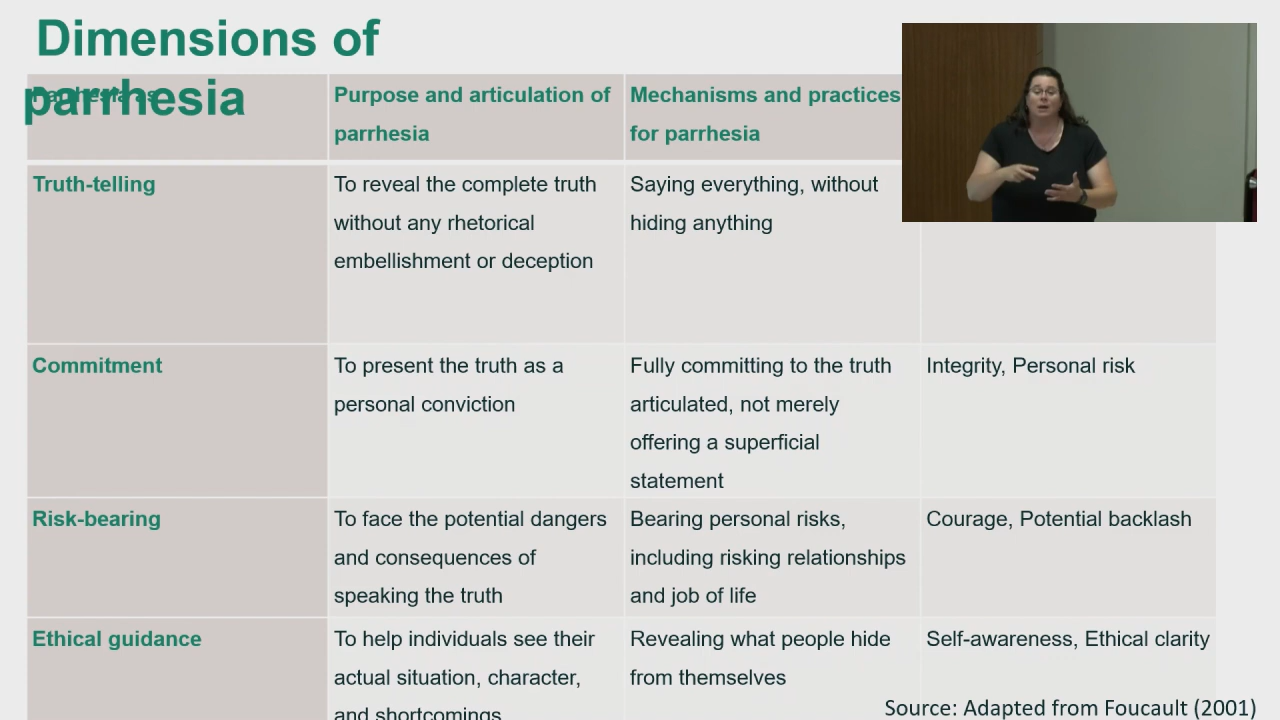 Dimensions of
parrhesia
Purpose and articulation of
parrhesia
Mechanisms and practices
for parrhesia
Truth-telling
To reveal the complete truth
without any rhetorical
embellishment or deception
Saying everything, without
hiding anything
Commitment
To present the truth as a
personal conviction
Fully committing to the truth
articulated, not merely
offering a superficial
statement
Integrity, Personal risk
Risk-bearing
To face the potential dangers
and consequences of
speaking the truth
Bearing personal risks,
including risking relationships
and job of life
Courage, Potential backlash
Ethical guidance
To help individuals see their
actual situation, character,
and shortcomings
Revealing what people hide
from themselves
Self-awareness, Ethical clarity
Source: Adapted from Foucault (2001)